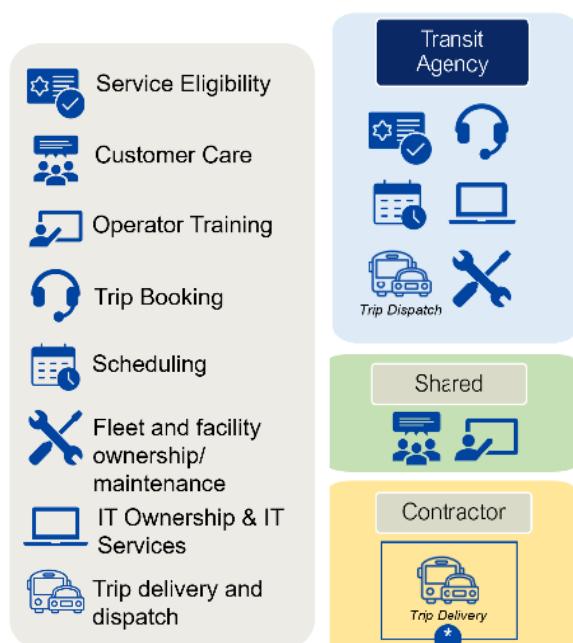 Service Eligibility
Customer Care
Operator Training
Trip Booking
Scheduling
Fleet and facility
ownership/
maintenance
IT Ownership & IT
Services
Trip delivery and
dispatch
Transit
Agency
Trip Dispatch
Shared
Contractor
Trip Delivery
*